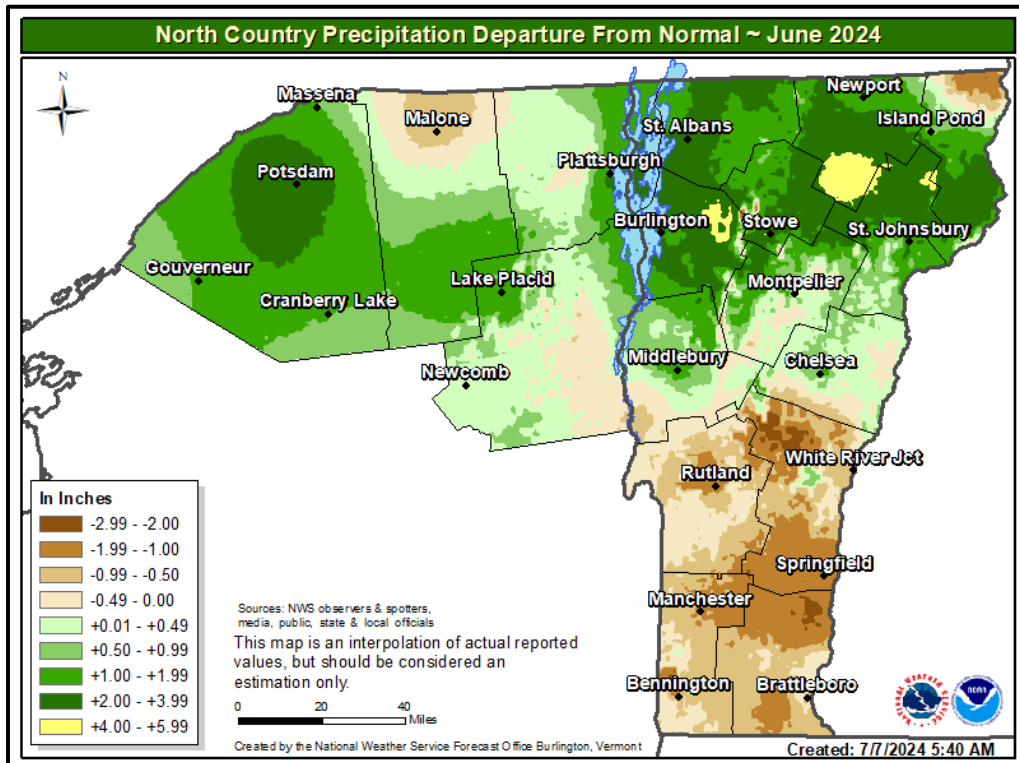 North Country Precipitation Departure From Normal ~ June 2024
N
Massena
Malone
Newport
Island Pond
St. Albans
Plattsburgh
Potsdam
Burlington
Stowe
St. Johnsbury
Gouverneur
Lake Placid
Montpelier
Cranberry Lake
Middlebury
Chelsea
Newcomb
White River Jct
Rutland
Springfield
Manchester
Bennington
Brattleboro
In Inches
-2.99 - -2.00
-1.99 - -1.00
-0.99 - -0.50
-0.49 - 0.00
+0.01 - +0.49
+0.50 - +0.99
+1.00 - +1.99
+2.00 - +3.99
+4.00 - +5.99
Sources: NWS observers & spotters,
media, public, state & local officials
This map is an interpolation of actual reported
values, but should be considered an
estimation only.
0 20 40
Miles
NATIONAL WEATHER SERVICE
noaa
Created by the National Weather Service Forecast Office Burlington, Vermont
Created: 7/7/2024 5:40 AM